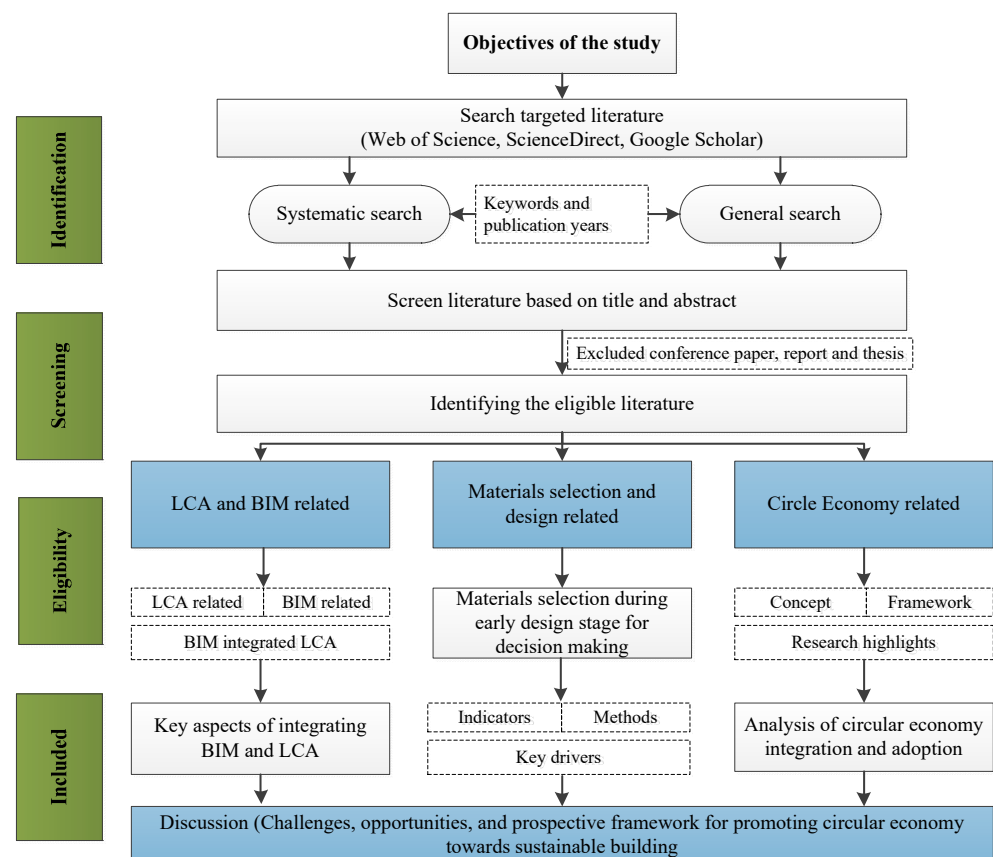 Objectives of the study
Identification
Search targeted literature
(Web of Science, ScienceDirect, Google Scholar)
Systematic search
Keywords and
publication years
General search
Screen literature based on title and abstract
Screening
Excluded conference paper, report and thesis
Identifying the eligible literature
Eligibility
LCA and BIM related
Materials selection and
design related
Circle Economy related
LCA related
BIM related
BIM integrated LCA
Materials selection during
early design stage for
decision making
Concept
Framework
Research highlights
Included
Key aspects of integrating
BIM and LCA
Indicators
Methods
Key drivers
Analysis of circular economy
integration and adoption
Discussion (Challenges, opportunities, and prospective framework for promoting circular economy
towards sustainable building